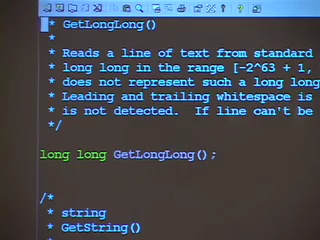 * GetLongLong()
*
* Reads a line of text from standard
* long long in the range [-2^63 + 1,
* does not represent such a long long
* Leading and trailing whitespace is
* is not detected. If line can't be
*/
long long GetLongLong();
/*
* string
* GetString()
*